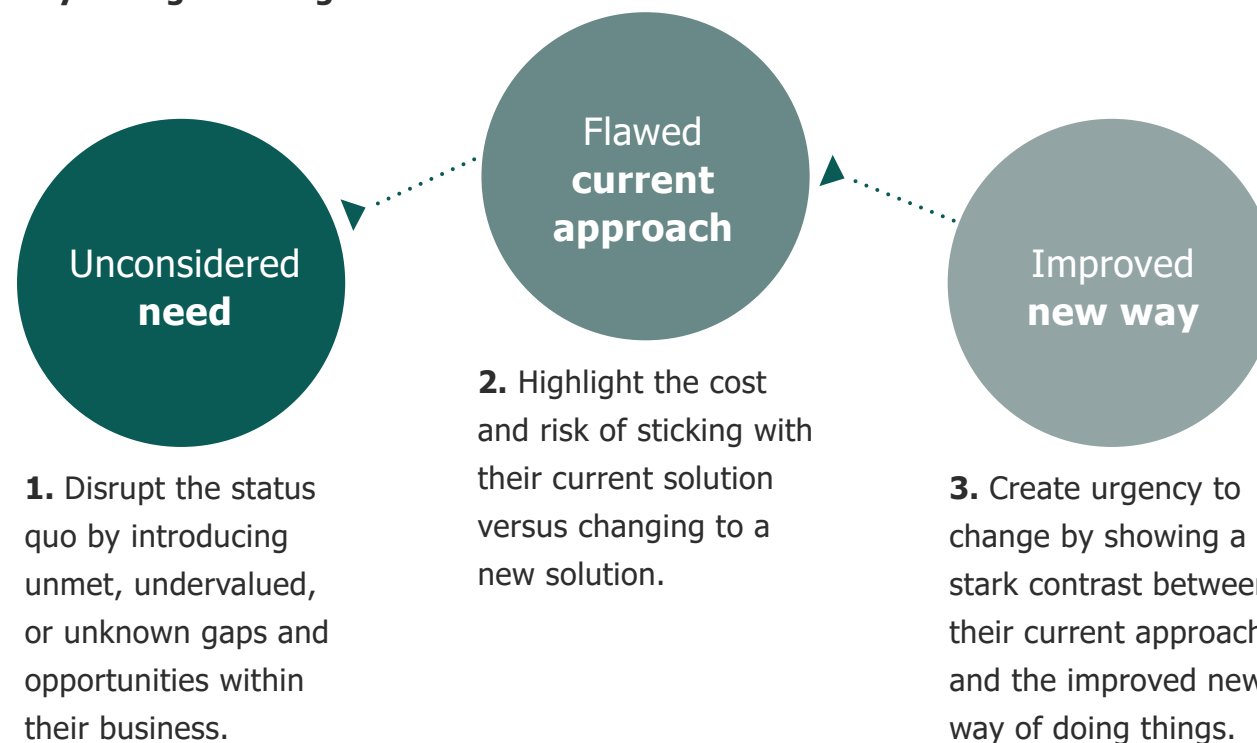 Unconsidered
need
1. Disrupt the status
quo by introducing
unmet, undervalued,
or unknown gaps and
opportunities within
their business.
Flawed
current
approach
2. Highlight the cost
and risk of sticking with
their current solution
versus changing to a
new solution.
Improved
new way
3. Create urgency to
change by showing a
stark contrast between
their current approach
and the improved new
way of doing things.